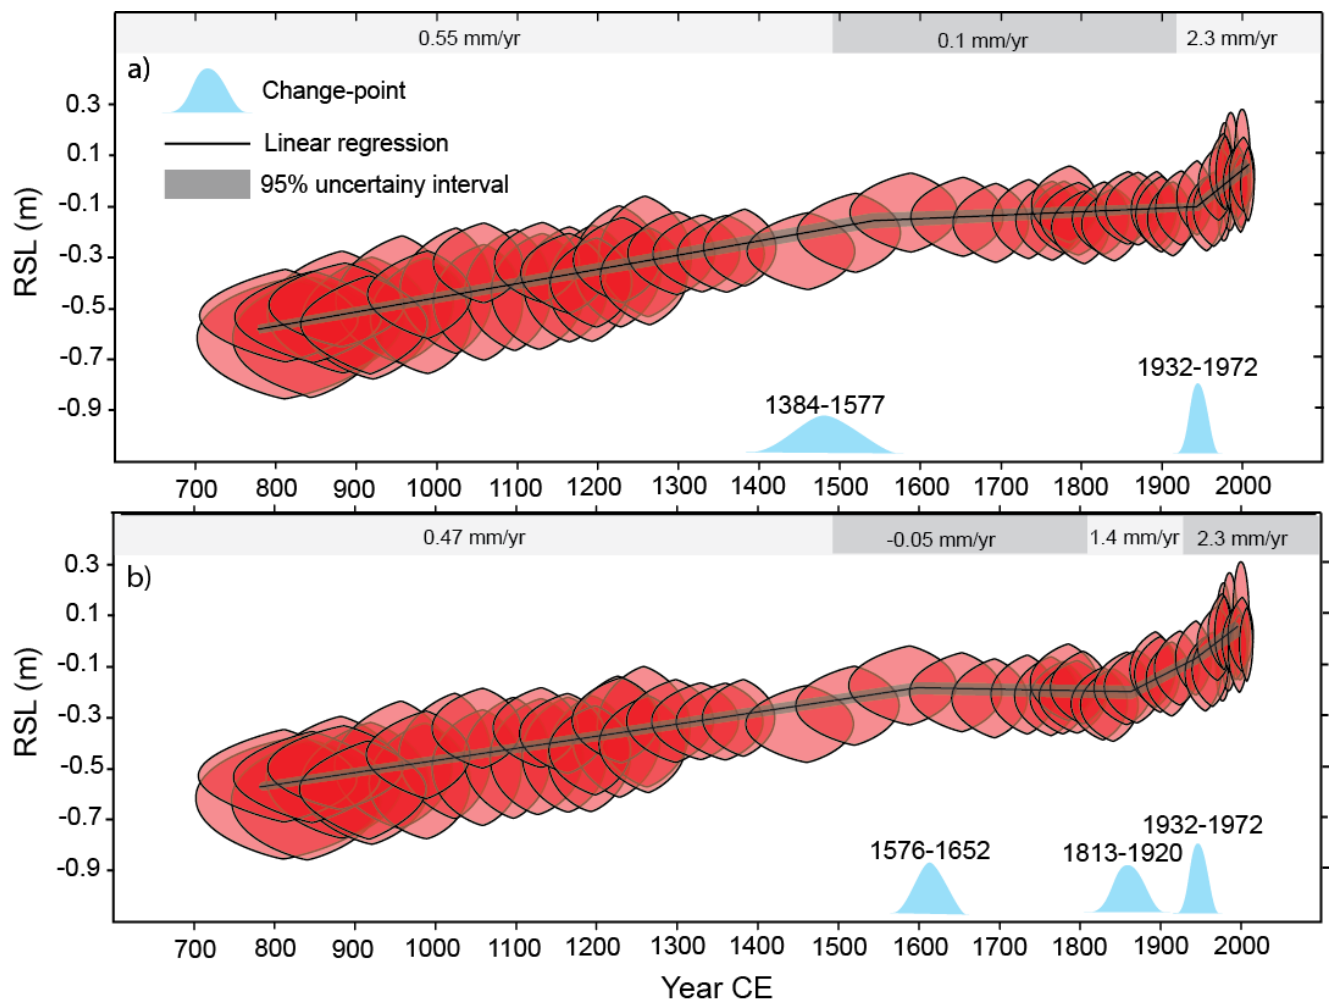 0.55 mm/yr 0.1 mm/yr 2.3 mm/yr
a)
Change-point
Linear regression
95% uncertainy interval
0.3
0.1
-0.1
-0.3
-0.5
-0.7
-0.9
RSL (m)
1384-1577
1932-1972
700 800 900 1000 1100 1200 1300 1400 1500 1600 1700 1800 1900 2000
0.47 mm/yr -0.05 mm/yr 1.4 mm/yr 2.3 mm/yr
b)
0.3
0.1
-0.1
-0.3
-0.5
-0.7
-0.9
RSL (m)
1576-1652
1813-1920
1932-1972
700 800 900 1000 1100 1200 1300 1400 1500 1600 1700 1800 1900 2000
Year CE